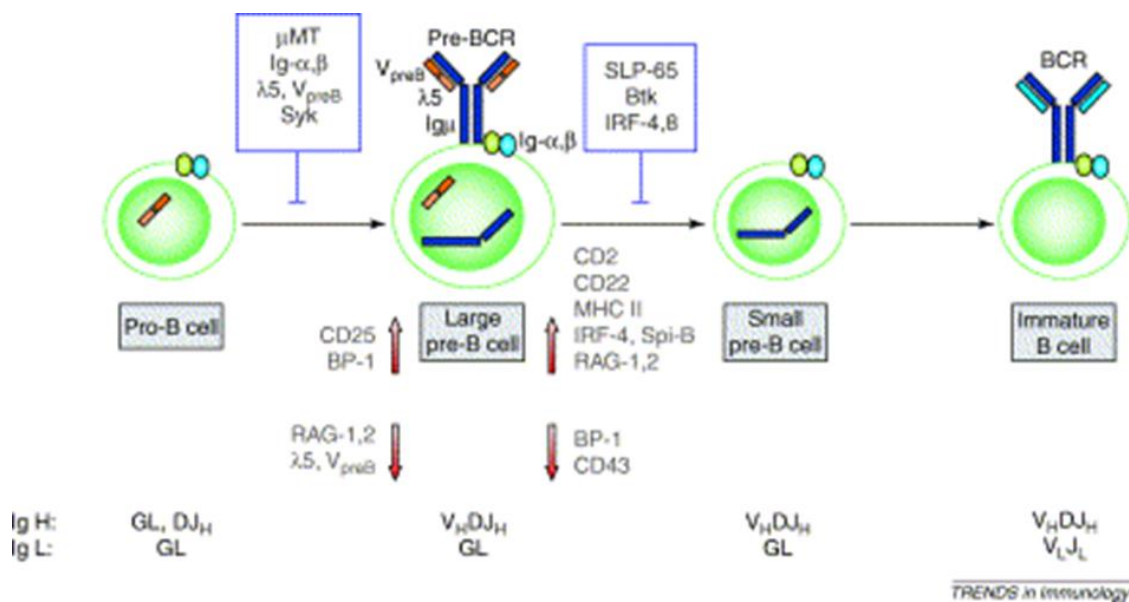 μMT
Ig-α,β
λ5, VpreB
Syk
Pre-BCR
VpreB
λ5
Igμ
Ig-α,β
SLP-65
Btk
IRF-4,8
BCR
Pro-B cell
Large
pre-B cell
Small
pre-B cell
Immature
B cell
CD25
BP-1
CD2
CD22
MHC II
IRF-4, Spi-B
RAG-1,2
RAG-1,2
λ5, VpreB
BP-1
CD43
Ig H: GL, DJH VHDJH VHDJH VHDJH
Ig L: GL GL GL VLJL
TRENDS in Immunology